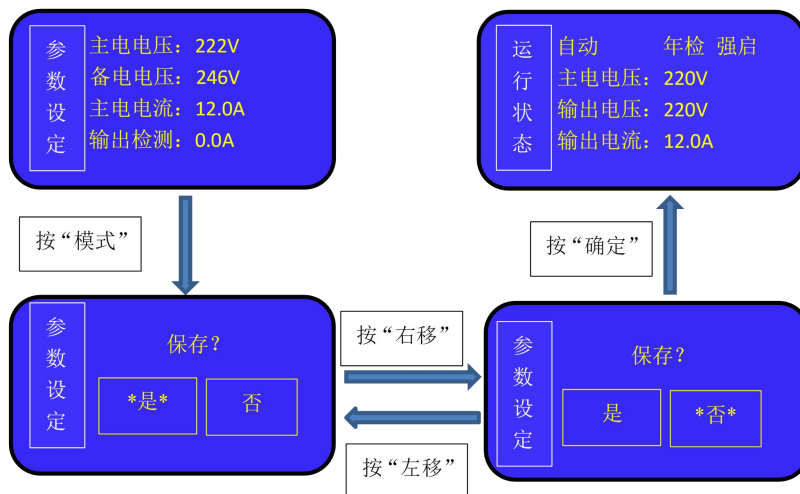 参数设定
主电电压：222V
备电电压：246V
主电电流：12.0A
输出检测：0.0A
运行状态
自动 年检 强启
主电电压：220V
输出电压：220V
输出电流：12.0A
按“模式”
按“确定”
参数设定
保存？
*是* 否
按“右移”
按“左移”
参数设定
保存？
是 *否*